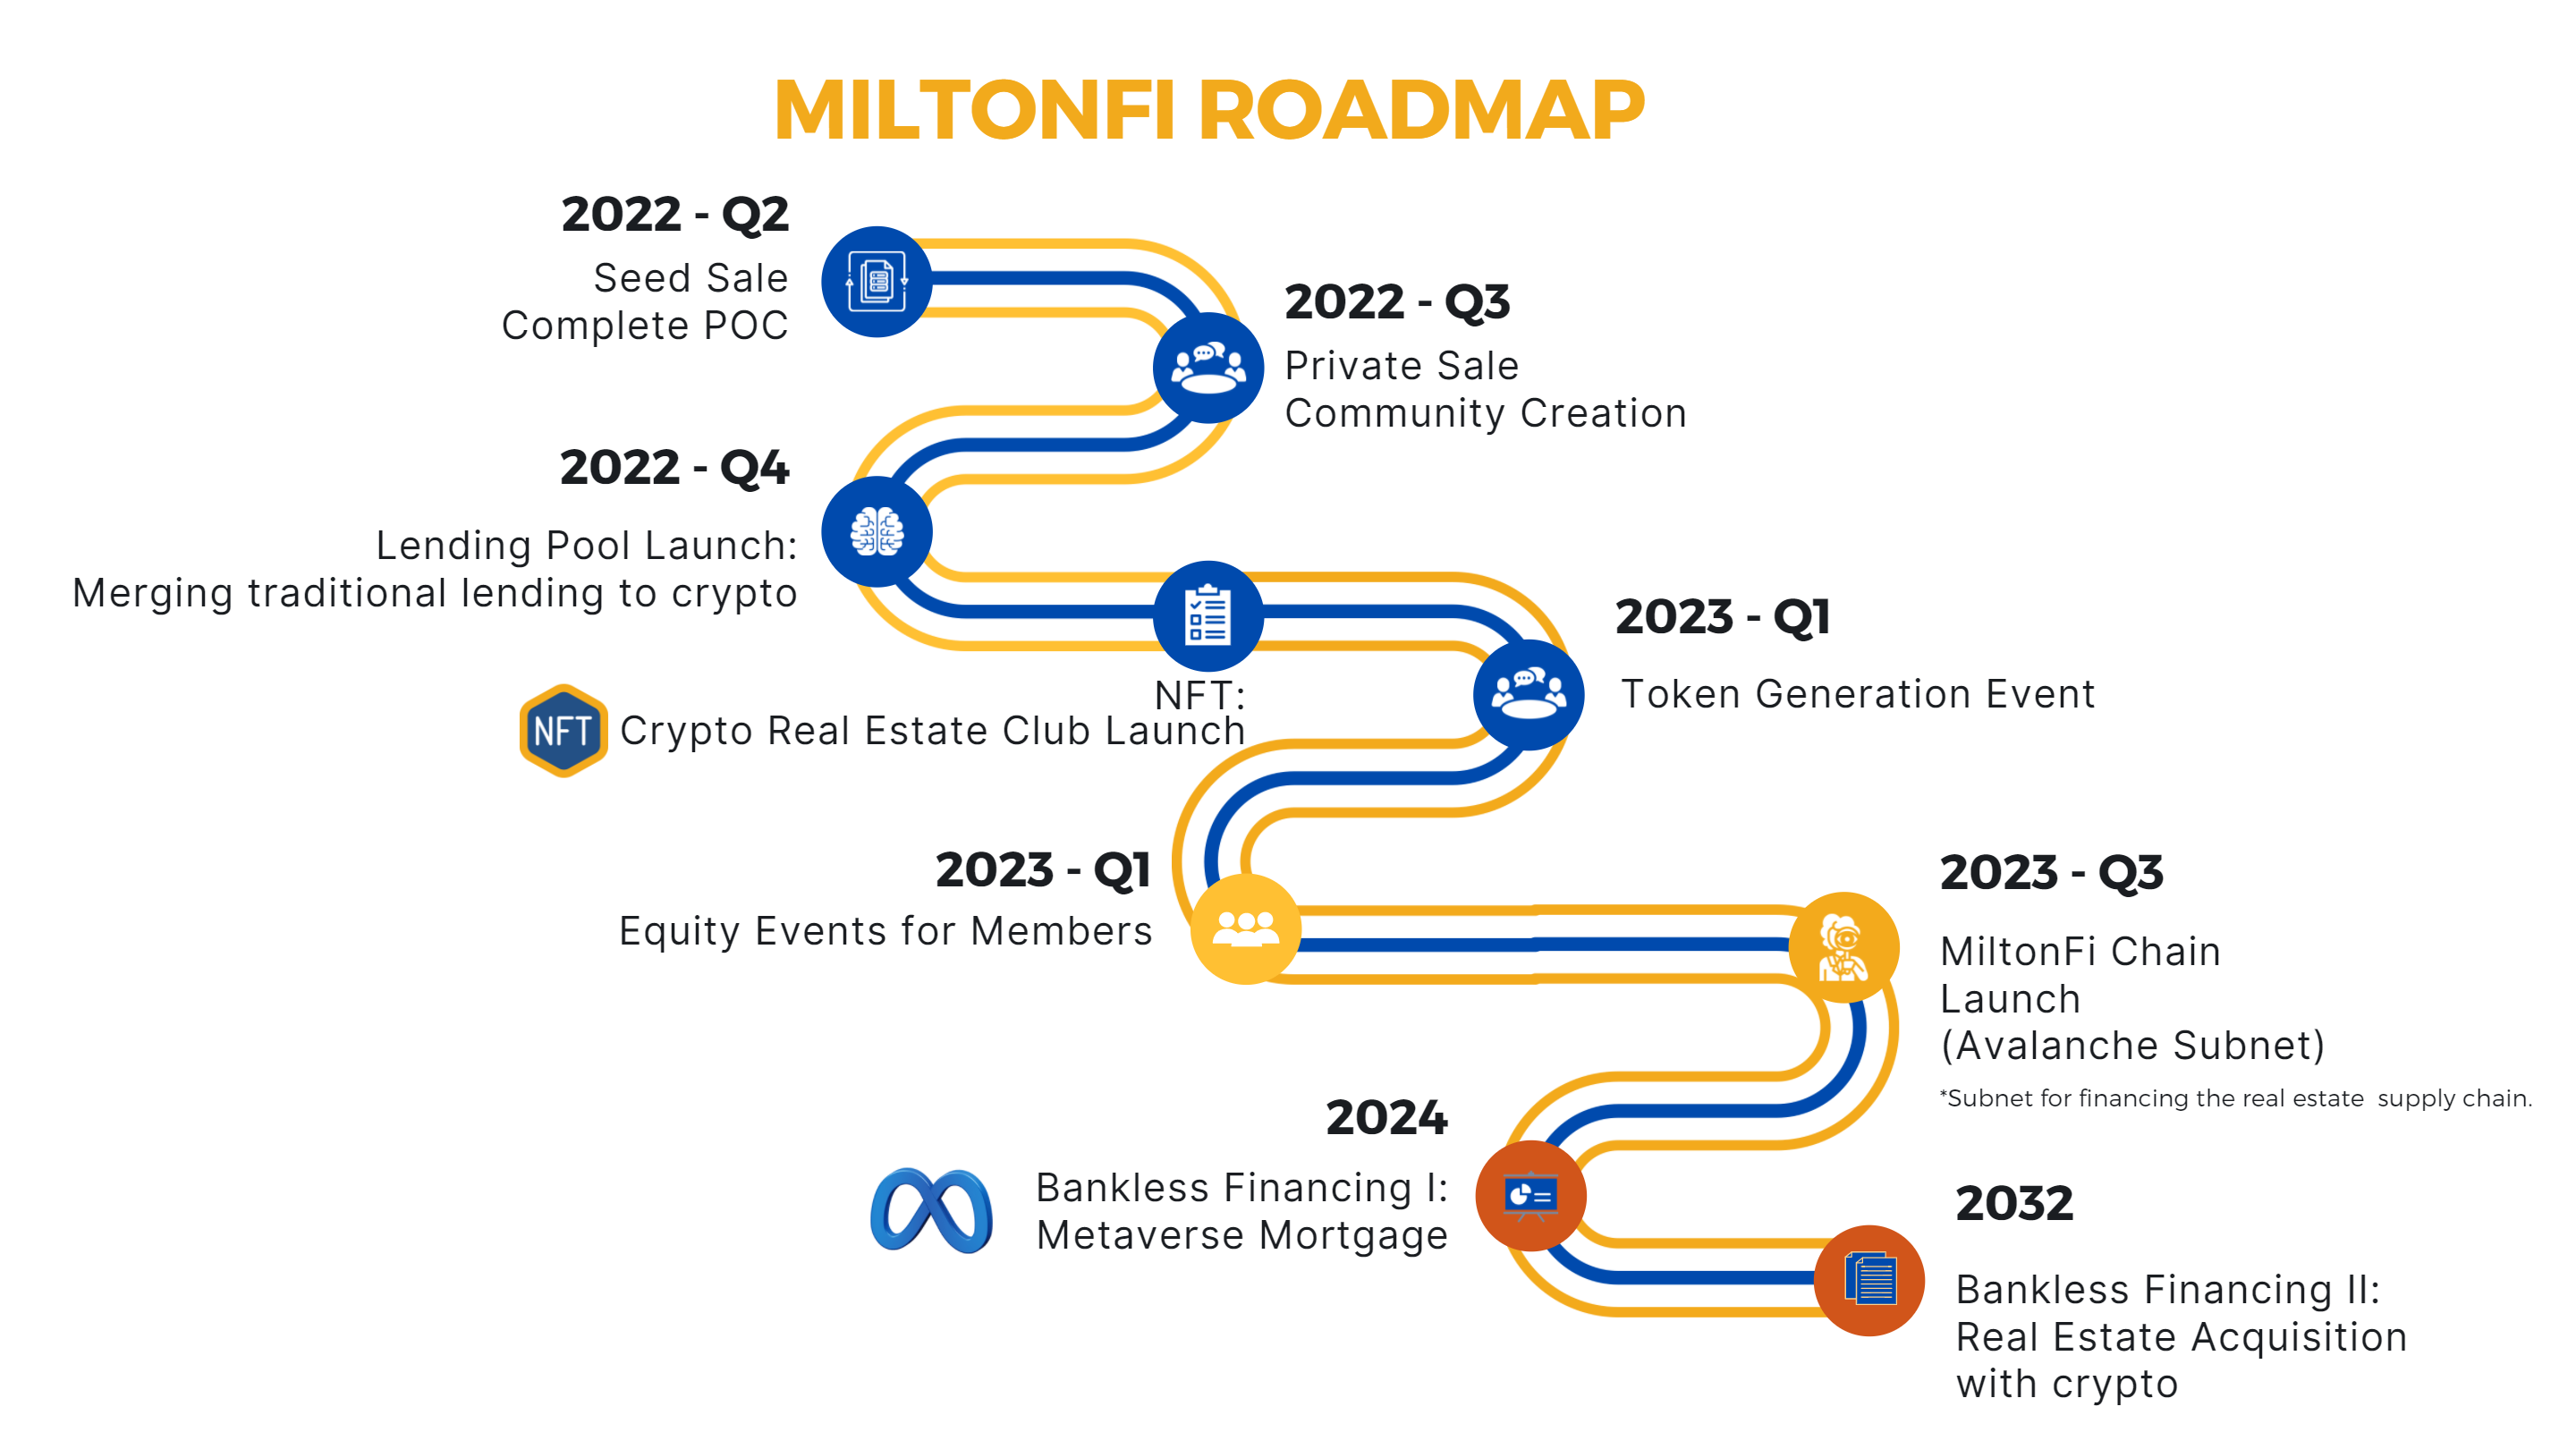 MILTONFI ROADMAP
2022 - Q2
Seed Sale
Complete POC
2022 - Q3
Private Sale
Community Creation
2022 - Q4
Lending Pool Launch:
Merging traditional lending to crypto
NFT:
NFT
Crypto Real Estate Club Launch
2023 - Q1
Token Generation Event
2023 - Q1
Equity Events for Members
2023 - Q3
MiltonFi Chain
Launch
(Avalanche Subnet)
*Subnet for financing the real estate supply chain.
2024
Bankless Financing I:
Metaverse Mortgage
2032
Bankless Financing II:
Real Estate Acquisition
with crypto